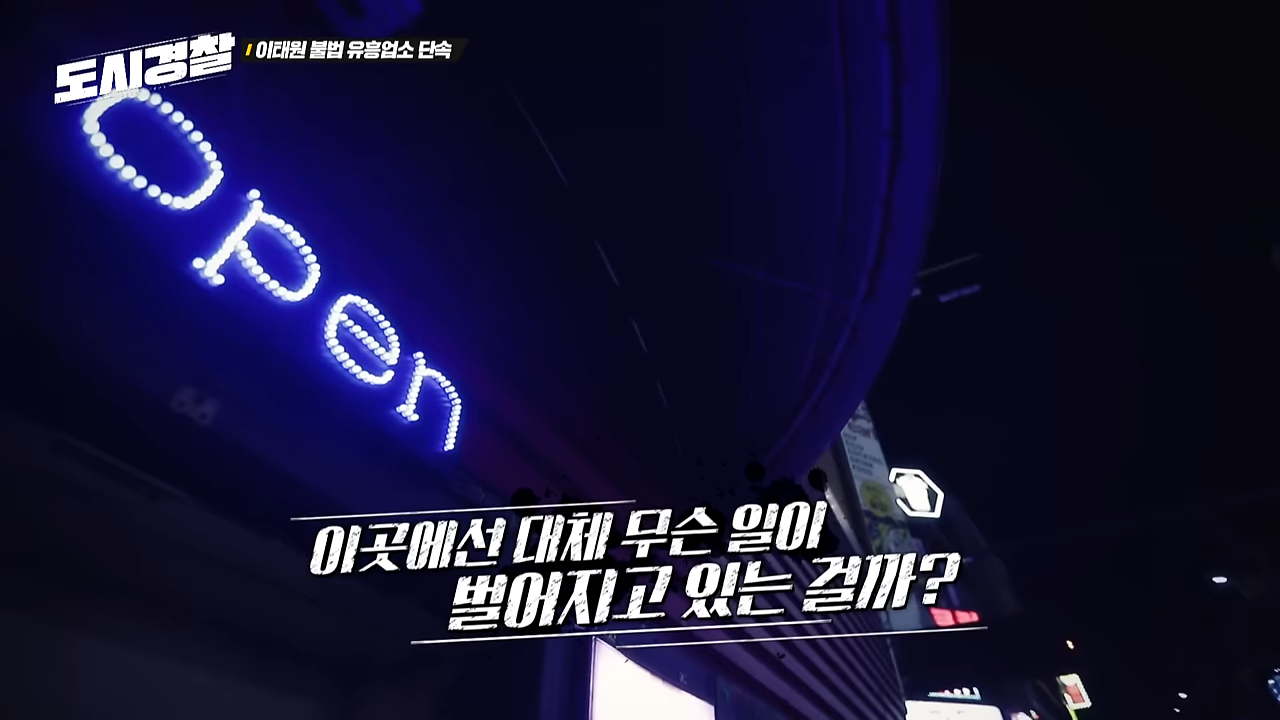 도시경찰
이태원 불법 유흥업소 단속
open
이곳에선 대체 무슨 일이
벌어지고 있는 걸까?